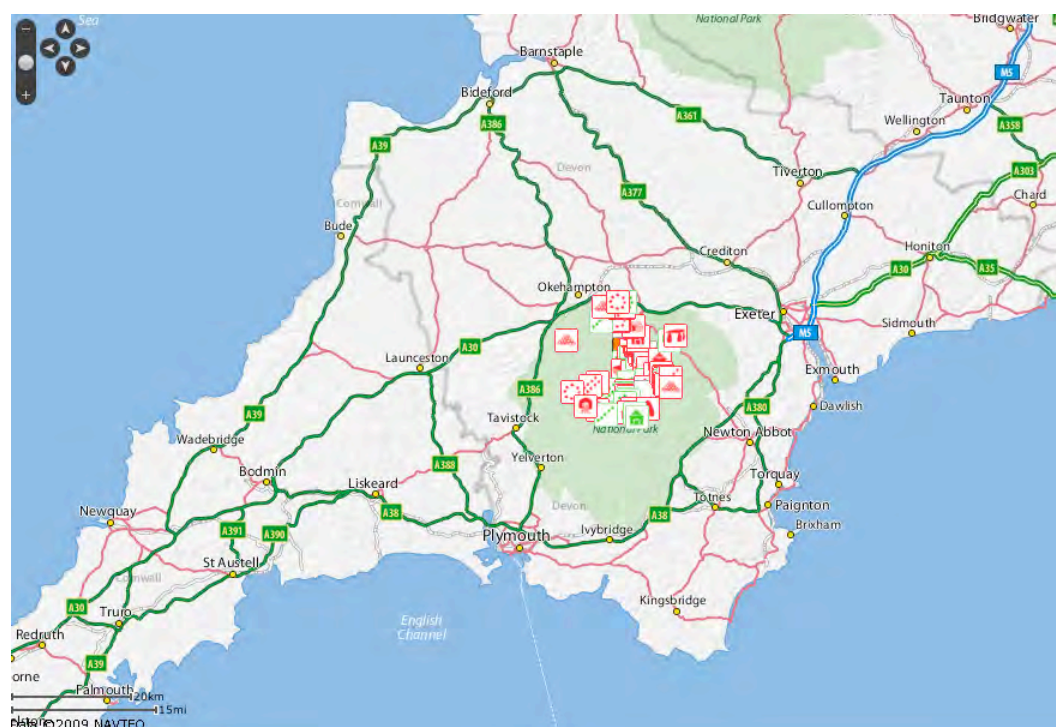 Sea
National Park
Bridgwater
Barnstaple
M5
Taunton
Bideford
A386
A361
Wellington
A358
A39
Devon
A303
Tiverton
A377
Chard
Cornwall
Cullompton
Bude
Crediton
Honiton
A30
A35
Okehampton
Exeter
Sidmouth
M5
A30
Launceston
Exmouth
A386
A380
Dawlish
A39
Tavistock
National Park
Newton Abbot
Wadebridge
Yelverton
A388
Bodmin
Liskeard
Torquay
Totnes
Paignton
Newquay
A38
Devon
A38
Brixham
A391
A390
Plymouth
Ivybridge
St Austell
Cornwall
Kingsbridge
A30
Truro
English
Channel
Redruth
A39
orne
Falmouth
20km
15mi
©2009 NAVTEQ